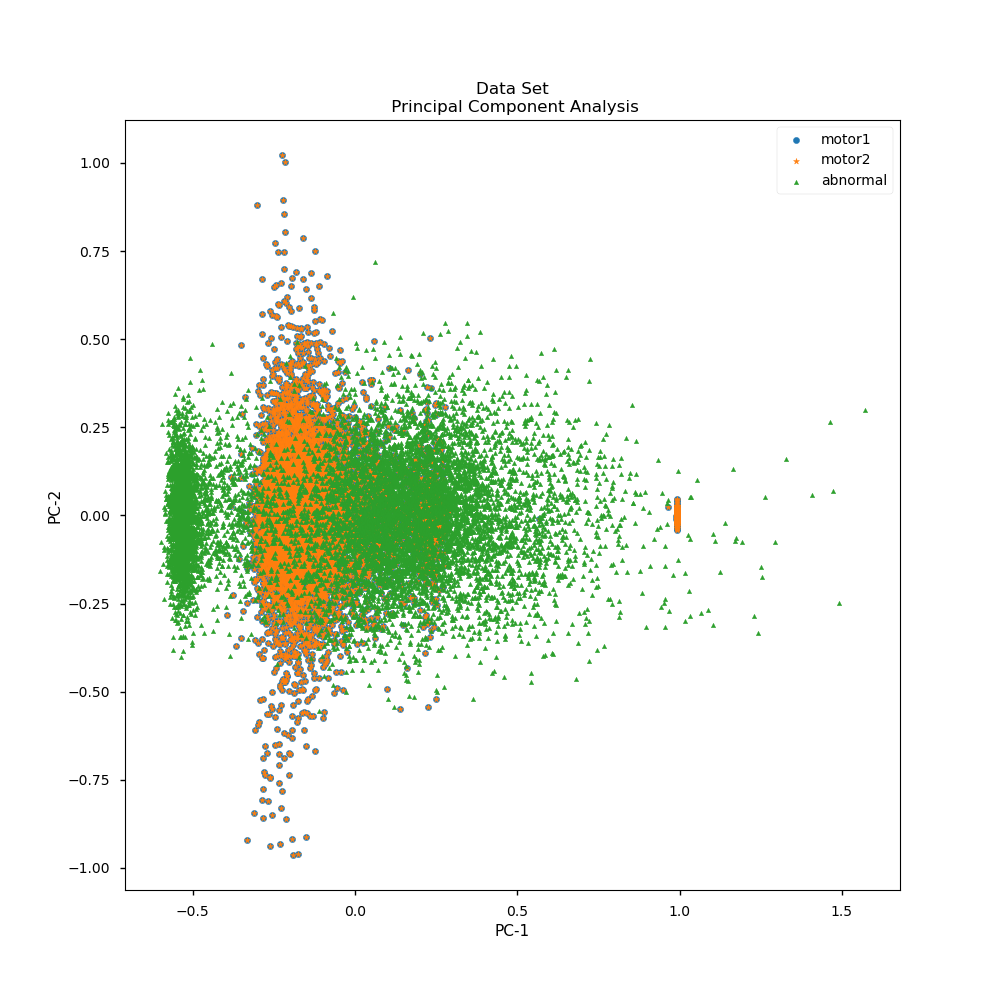 Data Set
Principal Component Analysis
motor1
motor2
abnormal
1.00
0.75
0.50
0.25
0.00
−0.25
−0.50
−0.75
−1.00
PC-2
−0.5
0.0
0.5
1.0
1.5
PC-1